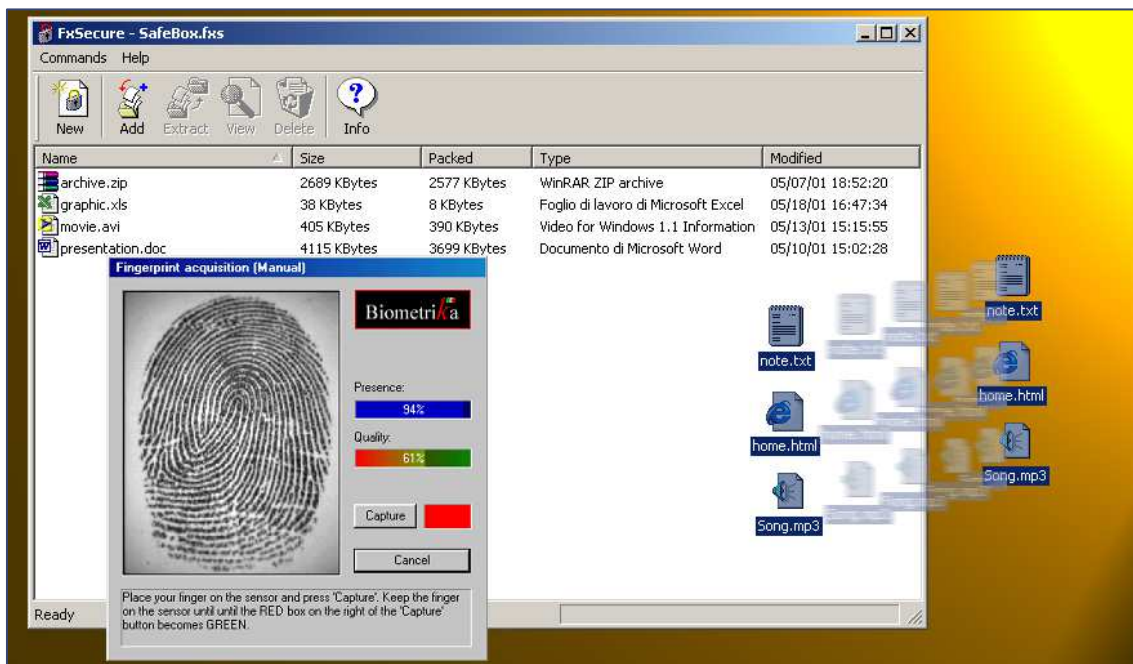 FxSecure - SafeBox.fxs
Commands Help
New Add Extract View Delete Info
Name Size Packed Type Modified
archive.zip 2689 KBytes 2577 KBytes WinRAR ZIP archive 05/07/01 18:52:20
graphic.xls 38 KBytes 8 KBytes Foglio di lavoro di Microsoft Excel 05/18/01 16:47:34
movie.avi 405 KBytes 390 KBytes Video for Windows 1.1 Information 05/13/01 15:15:55
presentation.doc 4115 KBytes 3699 KBytes Documento di Microsoft Word 05/10/01 15:02:28
Fingerprint acquisition (Manual)
Biometrika
Presence:
94%
Quality:
61%
Capture
Cancel
Place your finger on the sensor and press 'Capture'. Keep the finger
on the sensor until until the RED box on the right of the 'Capture'
button becomes GREEN.
note.txt
home.html
Song.mp3
note.txt
home.html
Song.mp3
Ready